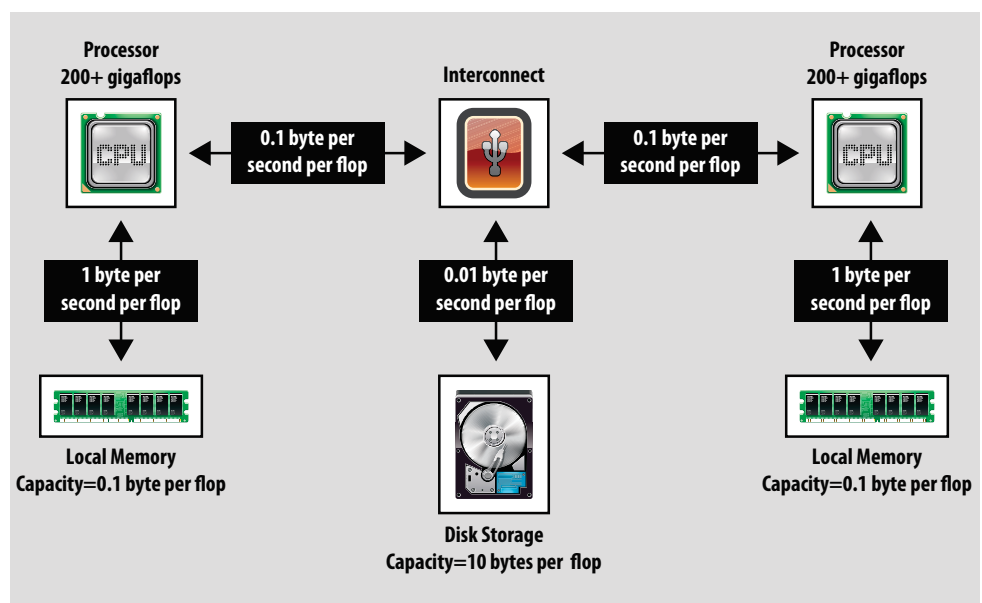 Processor
200+ gigaflops
Interconnect
Processor
200+ gigaflops
CPU
0.1 byte per
second per flop
0.1 byte per
second per flop
CPU
1 byte per
second per flop
0.01 byte per
second per flop
1 byte per
second per flop
Local Memory
Capacity=0.1 byte per flop
Local Memory
Capacity=0.1 byte per flop
Disk Storage
Capacity=10 bytes per flop